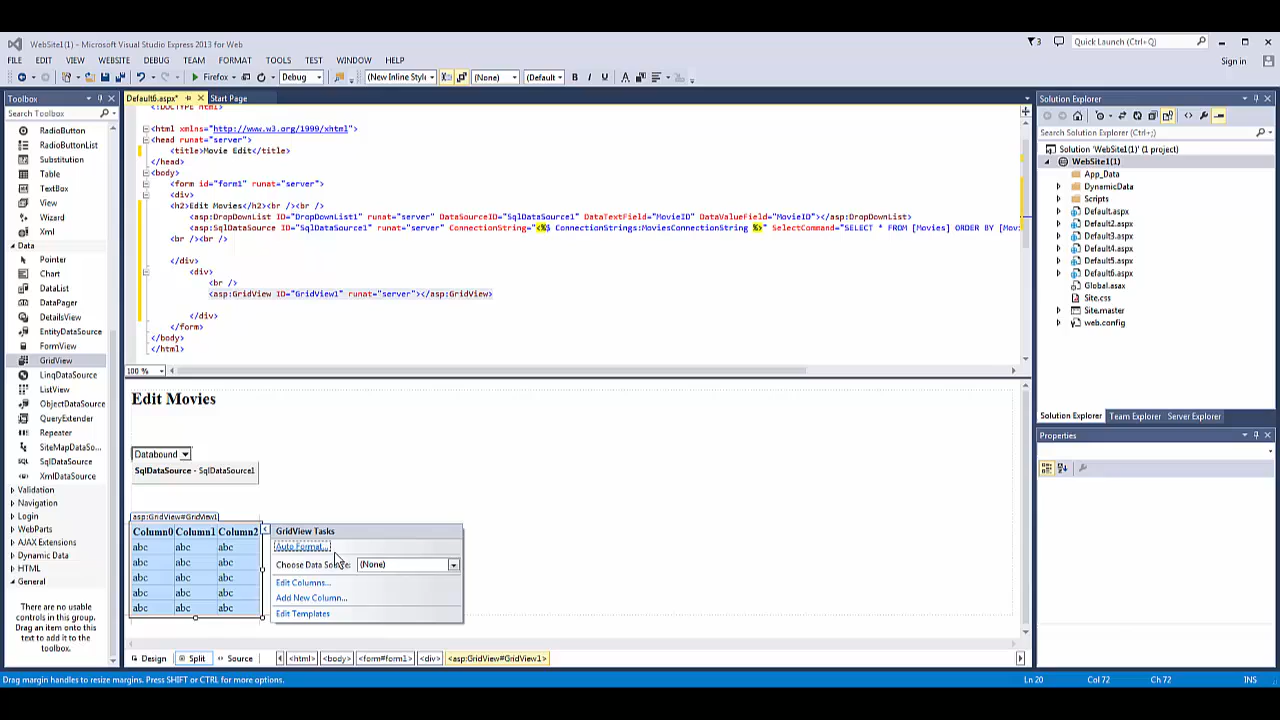 WebSite1(1) - Microsoft Visual Studio Express 2013 for Web
3
Quick Launch (Ctrl+Q)
FILE EDIT VIEW WEBSITE DEBUG TEAM FORMAT TOOLS TEST WINDOW HELP
Sign in
Firefox Debug (New Inline Style (None) (Default B I U A
Toolbox
Search Toolbox
RadioButton
RadioButtonList
Substitution
Table
TextBox
View
Wizard
Xml
Data
Pointer
Chart
DataList
DataPager
DetailsView
EntityDataSource
FormView
GridView
LinqDataSource
ListView
ObjectDataSource
QueryExtender
Repeater
SiteMapDataSo...
SqlDataSource
XmlDataSource
Validation
Navigation
Login
WebParts
AJAX Extensions
Dynamic Data
HTML
General
There are no usable
controls in this group.
Drag an item onto this
text to add it to the
toolbox.
Default6.aspx* Start Page
<!DOCTYPE html>
<html xmlns="http://www.w3.org/1999/xhtml">
<head runat="server">
<title>Movie Edit</title>
</head>
<body>
<form id="form1" runat="server">
<div>
<h2>Edit Movies</h2><br /><br />
<asp:DropDownList ID="DropDownList1" runat="server" DataSourceID="SqlDataSource1" DataTextField="MovieID" DataValueField="MovieID"></asp:DropDownList>
<asp:SqlDataSource ID="SqlDataSource1" runat="server" ConnectionString="<%$ ConnectionStrings:MoviesConnectionString %>" SelectCommand="SELECT * FROM [Movies] ORDER BY [Movi
<br /><br />
</div>
<div>
<br />
<asp:GridView ID="GridView1" runat="server"></asp:GridView>
</div>
</form>
</body>
</html>
100 %
Edit Movies
Databound
SqlDataSource - SqlDataSource1
asp:GridView#GridView1
Column0 Column1 Column2
abc abc abc
abc abc abc
abc abc abc
abc abc abc
abc abc abc
GridView Tasks
Auto Format...
Choose Data Source: (None)
Edit Columns...
Add New Column...
Edit Templates
Design Split Source <html> <body> <form#form1> <div> <asp:GridView#GridView1>
Solution Explorer
Search Solution Explorer (Ctrl+;)
Solution 'WebSite1(1)' (1 project)
WebSite1(1)
App_Data
DynamicData
Scripts
Default.aspx
Default2.aspx
Default3.aspx
Default4.aspx
Default5.aspx
Default6.aspx
Global.asax
Site.css
Site.master
web.config
Solution Explorer Team Explorer Server Explorer
Properties
Drag margin handles to resize margins. Press SHIFT or CTRL for more options.
Ln 20 Col 72 Ch 72 INS